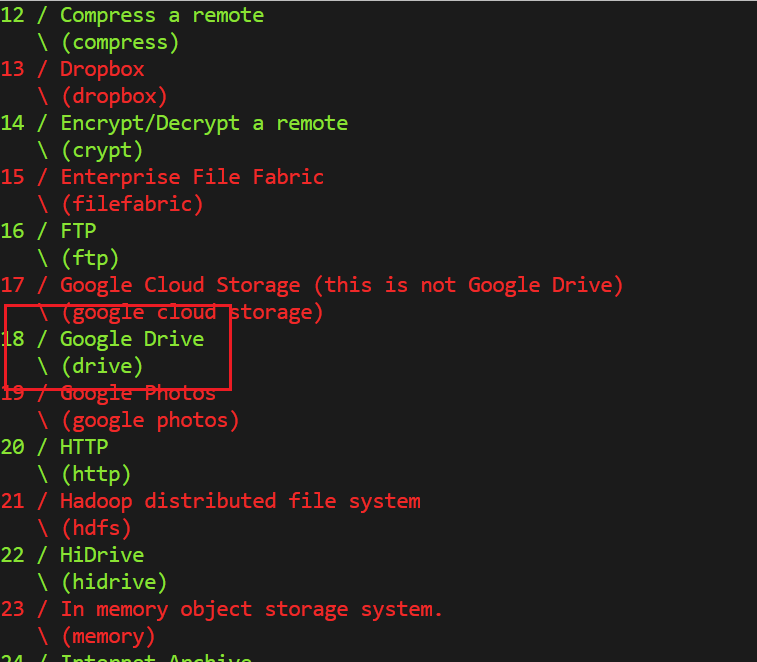 12 / Compress a remote
\ (compress)
13 / Dropbox
\ (dropbox)
14 / Encrypt/Decrypt a remote
\ (crypt)
15 / Enterprise File Fabric
\ (filefabric)
16 / FTP
\ (ftp)
17 / Google Cloud Storage (this is not Google Drive)
\ (google cloud storage)
18 / Google Drive
\ (drive)
19 / Google Photos
\ (google photos)
20 / HTTP
\ (http)
21 / Hadoop distributed file system
\ (hdfs)
22 / HiDrive
\ (hidrive)
23 / In memory object storage system.
\ (memory)
24 / Internet Archive